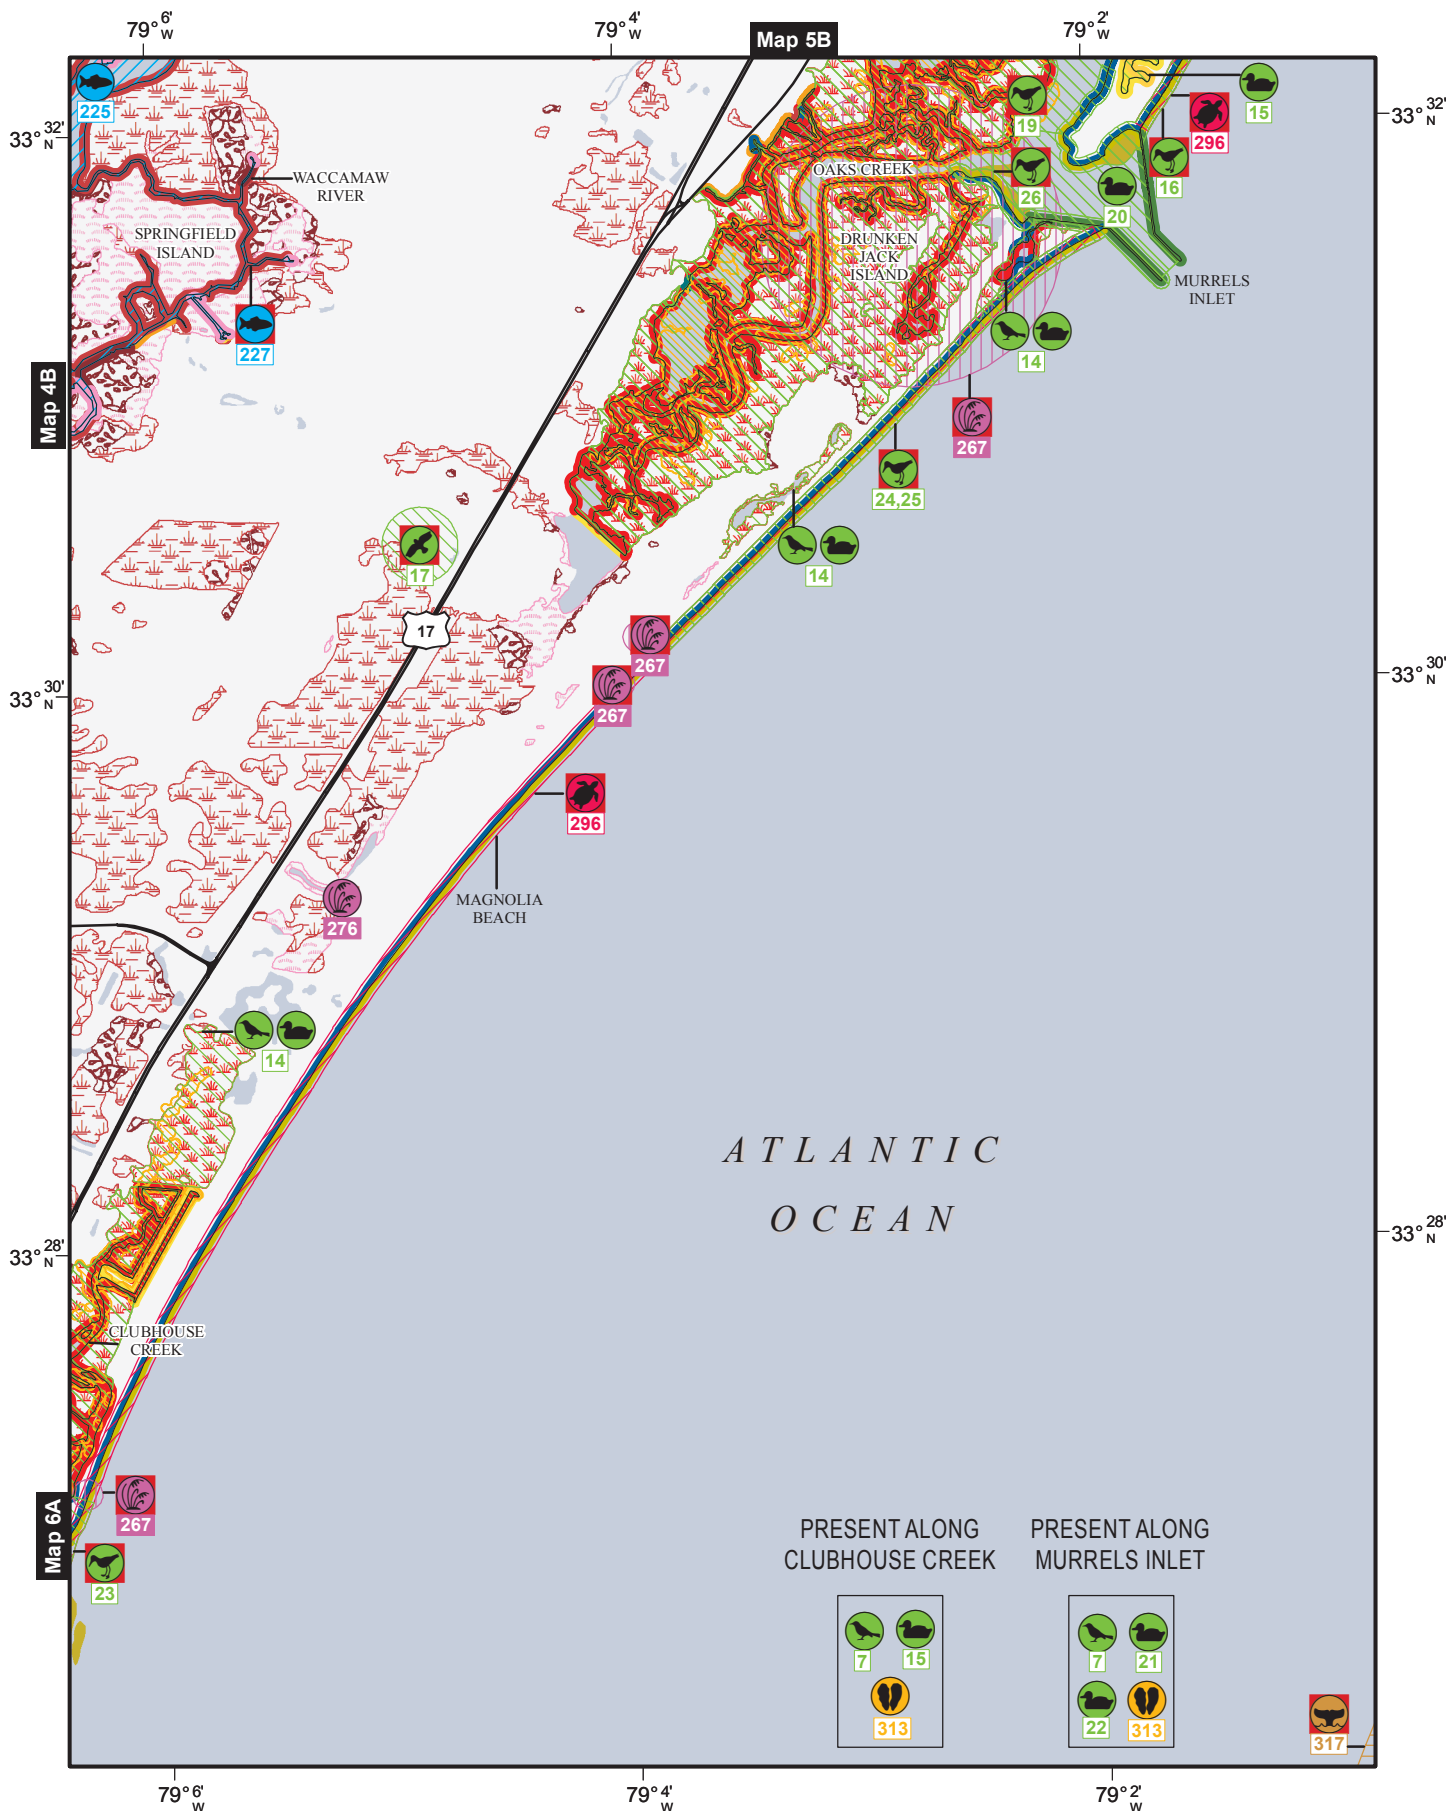 79° 6' W
79° 4' W
79° 2' W
Map 5B
33° 32' N
33° 32' N
225
19
15
296
WACCAMAW
RIVER
OAKS CREEK
26
16
20
SPRINGFIELD
ISLAND
DRUNKEN
JACK
ISLAND
MURRELS
INLET
227
14
Map 4B
267
24,25
14
17
17
267
33° 30' N
267
33° 30' N
296
MAGNOLIA
BEACH
276
14
ATLANTIC
OCEAN
33° 28' N
33° 28' N
CLUBHOUSE
CREEK
Map 6A
267
23
PRESENT ALONG
CLUBHOUSE CREEK
7
15
313
PRESENT ALONG
MURRELS INLET
7
21
22
313
317
79° 6' W
79° 4' W
79° 2' W